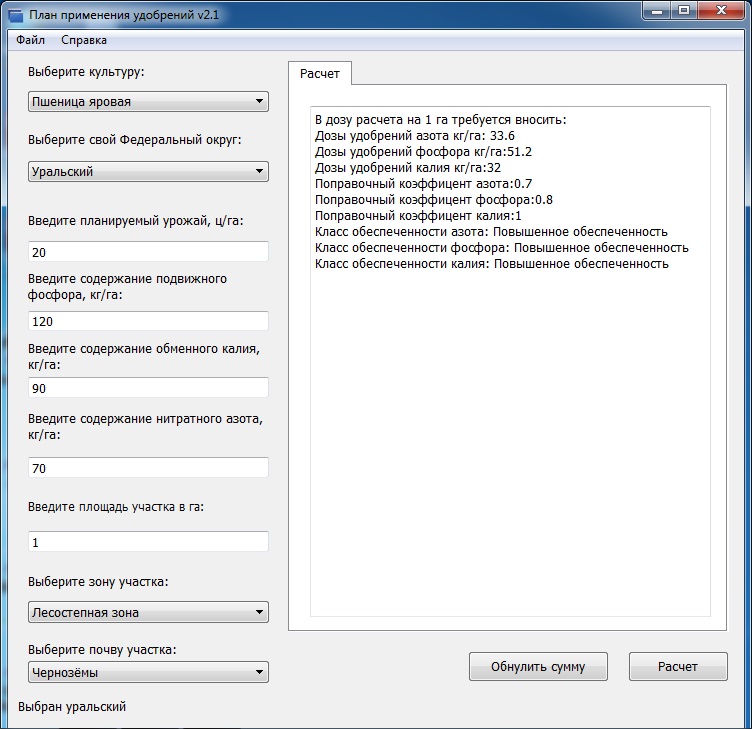 План применения удобрений v2.1
Файл Справка
Выберите культуру:
Пшеница яровая
Выберите свой Федеральный округ:
Уральский
Введите планируемый урожай, ц/га:
20
Введите содержание подвижного
фосфора, кг/га:
120
Введите содержание обменного калия,
кг/га:
90
Введите содержание нитратного азота,
кг/га:
70
Введите площадь участка в га:
1
Выберите зону участка:
Лесостепная зона
Выберите почву участка:
Чернозёмы
Выбран уральский
Расчет
В дозу расчета на 1 га требуется вносить:
Дозы удобрений азота кг/га: 33.6
Дозы удобрений фосфора кг/га:51.2
Дозы удобрений калия кг/га:32
Поправочный коэффицент азота:0.7
Поправочный коэффицент фосфора:0.8
Поправочный коэффицент калия:1
Класс обеспеченности азота: Повышенное обеспеченность
Класс обеспеченности фосфора: Повышенное обеспеченность
Класс обеспеченности калия: Повышенное обеспеченность
Обнулить сумму
Расчет